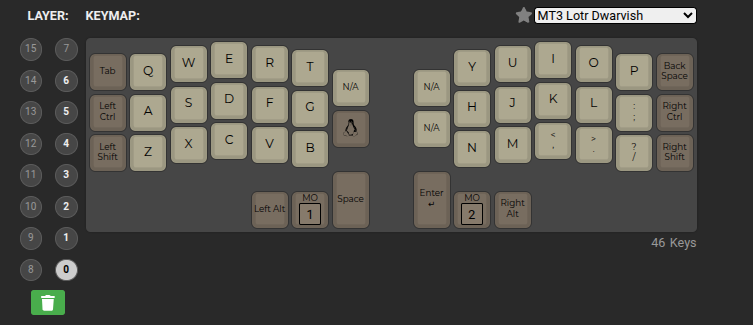 LAYER: KEYMAP: MT3 Lotr Dwarvish
15 7
14 6
13 5
12 4
11 3
10 2
9 1
8 0
Tab Q W E R T N/A
N/A Y U I O P Back Space
Left Ctrl A S D F G
N/A H J K L : ; Right Ctrl
Left Shift Z X C V B
N M < , > . ? / Right Shift
Left Alt MO 1 Space
Enter ↵ MO 2 Right Alt
46 Keys